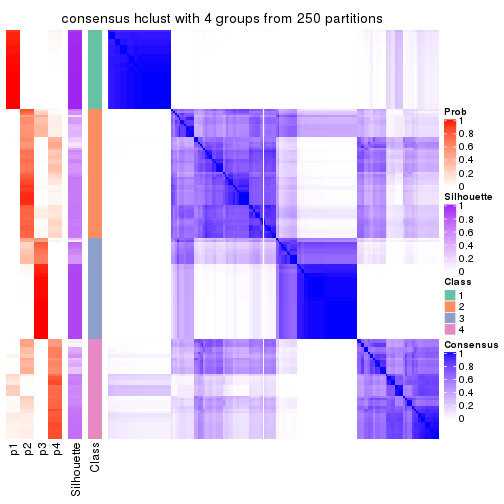 consensus hclust with 4 groups from 250 partitions
Prob
1
0.8
0.6
0.4
0.2
0
Silhouette
1
0.8
0.6
0.4
0.2
0
Class
1
2
3
4
Consensus
1
0.8
0.6
0.4
0.2
0
p1
p2
p3
p4
Silhouette
Class